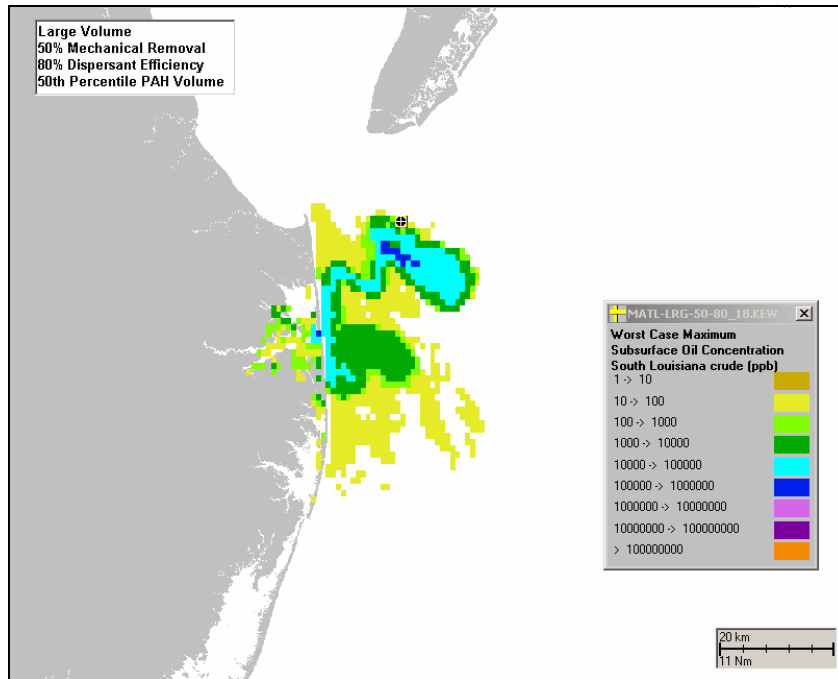 Large Volume
50% Mechanical Removal
80% Dispersant Efficiency
50th Percentile PAH Volume
MATL-LRG-50-80_18.KEW
Worst Case Maximum
Subsurface Oil Concentration
South Louisiana crude (ppb)
1 -> 10
10 -> 100
100 -> 1000
1000 -> 10000
10000 -> 100000
100000 -> 1000000
1000000 -> 10000000
10000000 -> 100000000
> 100000000
20 km
11 Nm